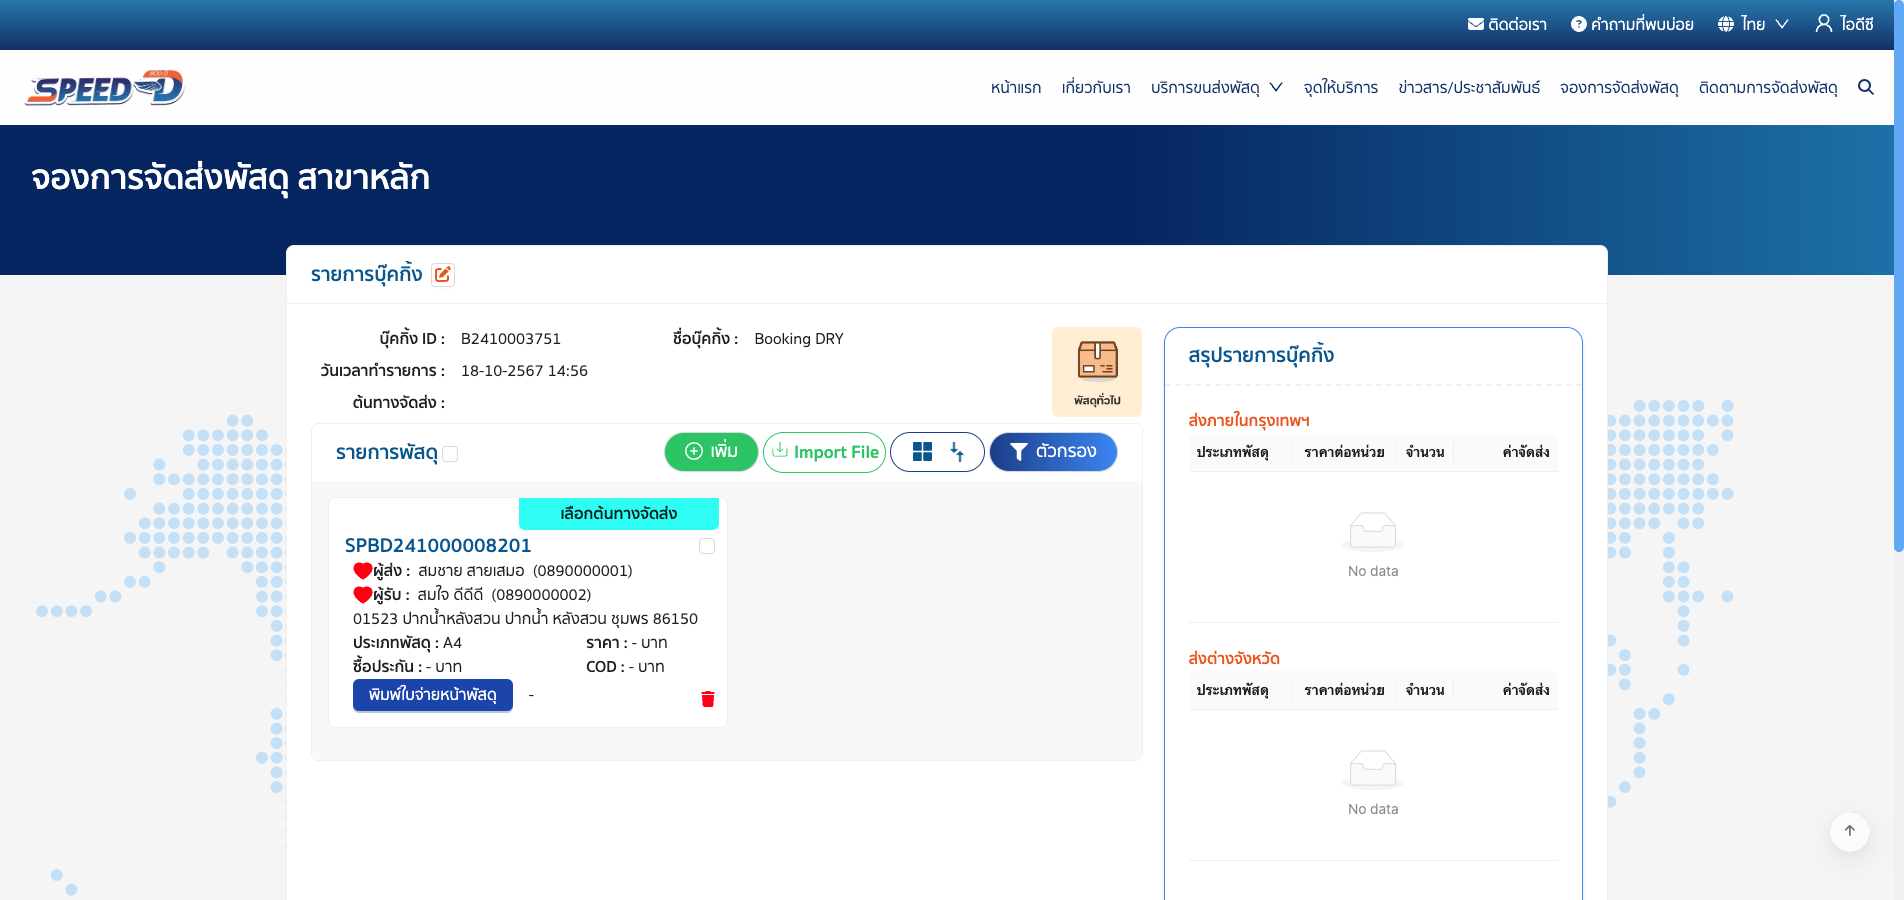 ติดต่อเรา คำถามที่พบบ่อย ไทย ไอดีซี
SPEED-D
หน้าแรก เกี่ยวกับเรา บริการขนส่งพัสดุ จุดให้บริการ ข่าวสาร/ประชาสัมพันธ์ จองการจัดส่งพัสดุ ติดตามการจัดส่งพัสดุ
จองการจัดส่งพัสดุ สาขาหลัก
รายการบุ๊คกิ้ง
บุ๊คกิ้ง ID : B2410003751 ชื่อบุ๊คกิ้ง : Booking DRY
วันเวลาทำรายการ : 18-10-2567 14:56
ต้นทางจัดส่ง :
พัสดุทั่วไป
รายการพัสดุ เพิ่ม Import File ตัวกรอง
เลือกต้นทางจัดส่ง
SPBD241000008201
ผู้ส่ง : สมชาย สายเสมอ (0890000001)
ผู้รับ : สมใจ ดีดีดี (0890000002)
01523 ปากน้ำหลังสวน ปากน้ำ หลังสวน ชุมพร 86150
ประเภทพัสดุ : A4 ราคา : - บาท
ซื้อประกัน : - บาท COD : - บาท
พิมพ์ใบจ่ายหน้าพัสดุ -
สรุปรายการบุ๊คกิ้ง
ส่งภายในกรุงเทพฯ
ประเภทพัสดุ ราคาต่อหน่วย จำนวน ค่าจัดส่ง
No data
ส่งต่างจังหวัด
ประเภทพัสดุ ราคาต่อหน่วย จำนวน ค่าจัดส่ง
No data